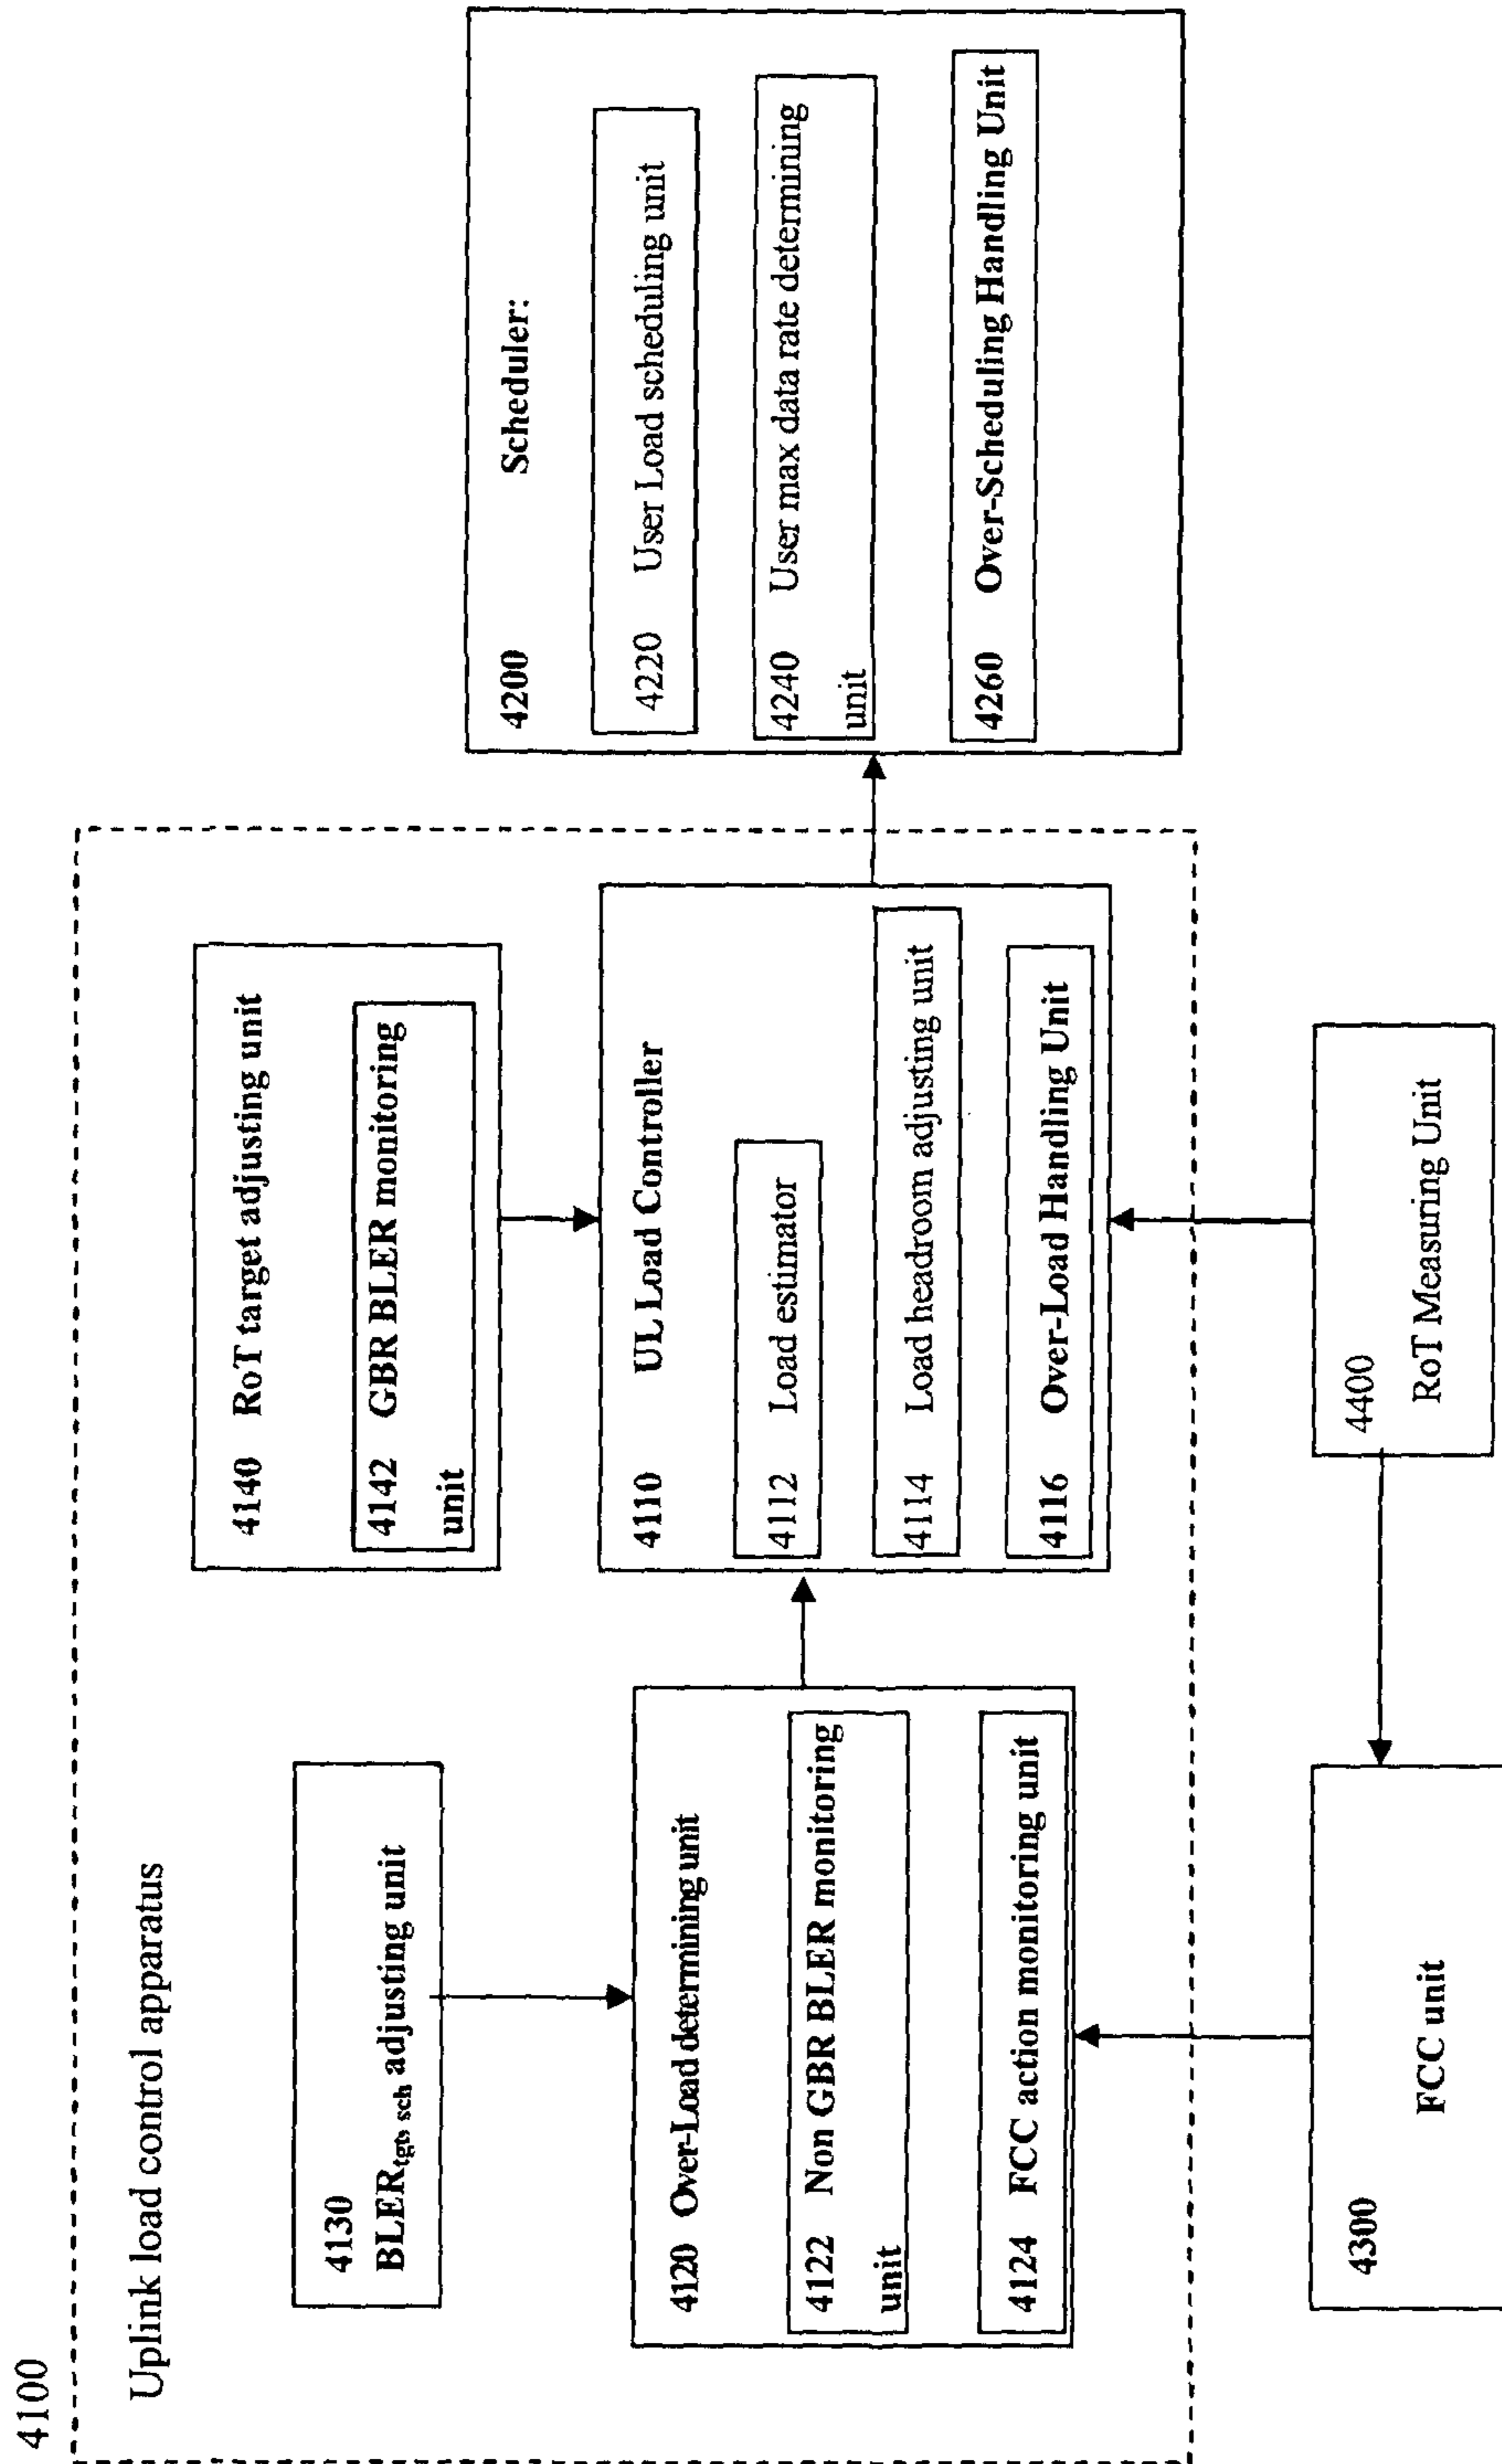 4100
Uplink load control apparatus
4130
BLERtgt, sch adjusting unit
4140 RoT target adjusting unit
4142 GBR BLER monitoring
unit
4120 Over-Load determining unit
4122 Non GBR BLER monitoring
unit
4124 FCC action monitoring unit
4110 UL Load Controller
4112 Load estimator
4114 Load headroom adjusting unit
4116 Over-Load Handling Unit
4200 Scheduler:
4220 User Load scheduling unit
4240 User max data rate determining
unit
4260 Over-Scheduling Handling Unit
4300
FCC unit
4400
RoT Measuring Unit